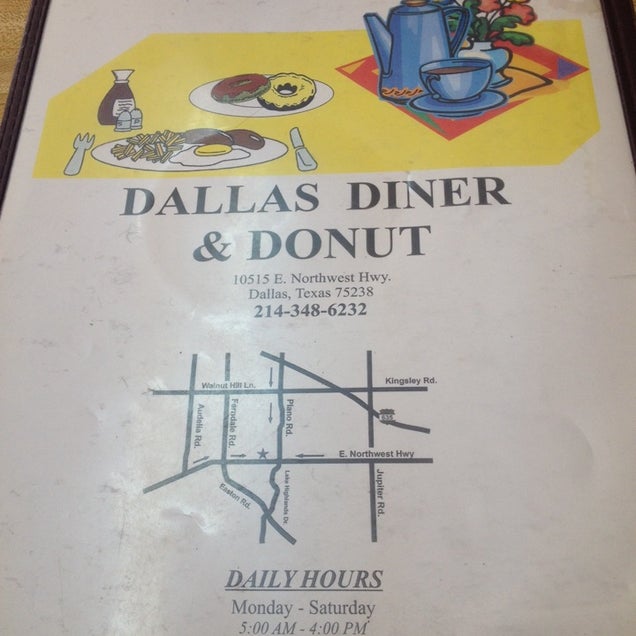 DALLAS DINER
& DONUT
10515 E. Northwest Hwy.
Dallas, Texas 75238
214-348-6232
Walnut Hill Ln.
Kingsley Rd.
Audelia Rd.
Ferndale Rd.
Plano Rd.
635
E. Northwest Hwy
Easton Rd.
Lake Highlands Dr.
Jupiter Rd.
DAILY HOURS
Monday - Saturday
5:00 AM - 4:00 PM